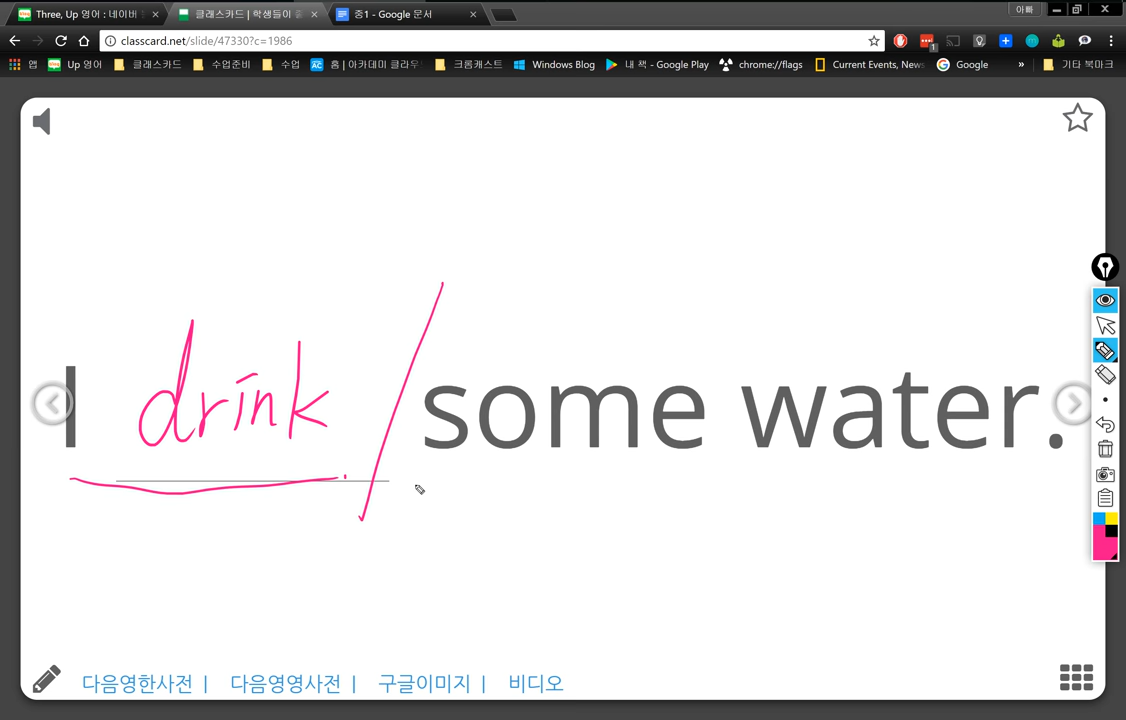 Three, Up 영어 : 네이버
클래스카드 | 학생들이 줄
중1 - Google 문서
아빠
classcard.net/slide/47330?c=1986
1
앱
Up 영어
클래스카드
수업준비
수업
홈 | 아카데미 클라우
크롬캐스트
Windows Blog
내 책 - Google Play
chrome://flags
Current Events, News
Google
»
기타 북마크
I drink / some water.
다음영한사전 |
다음영영사전 |
구글이미지 |
비디오